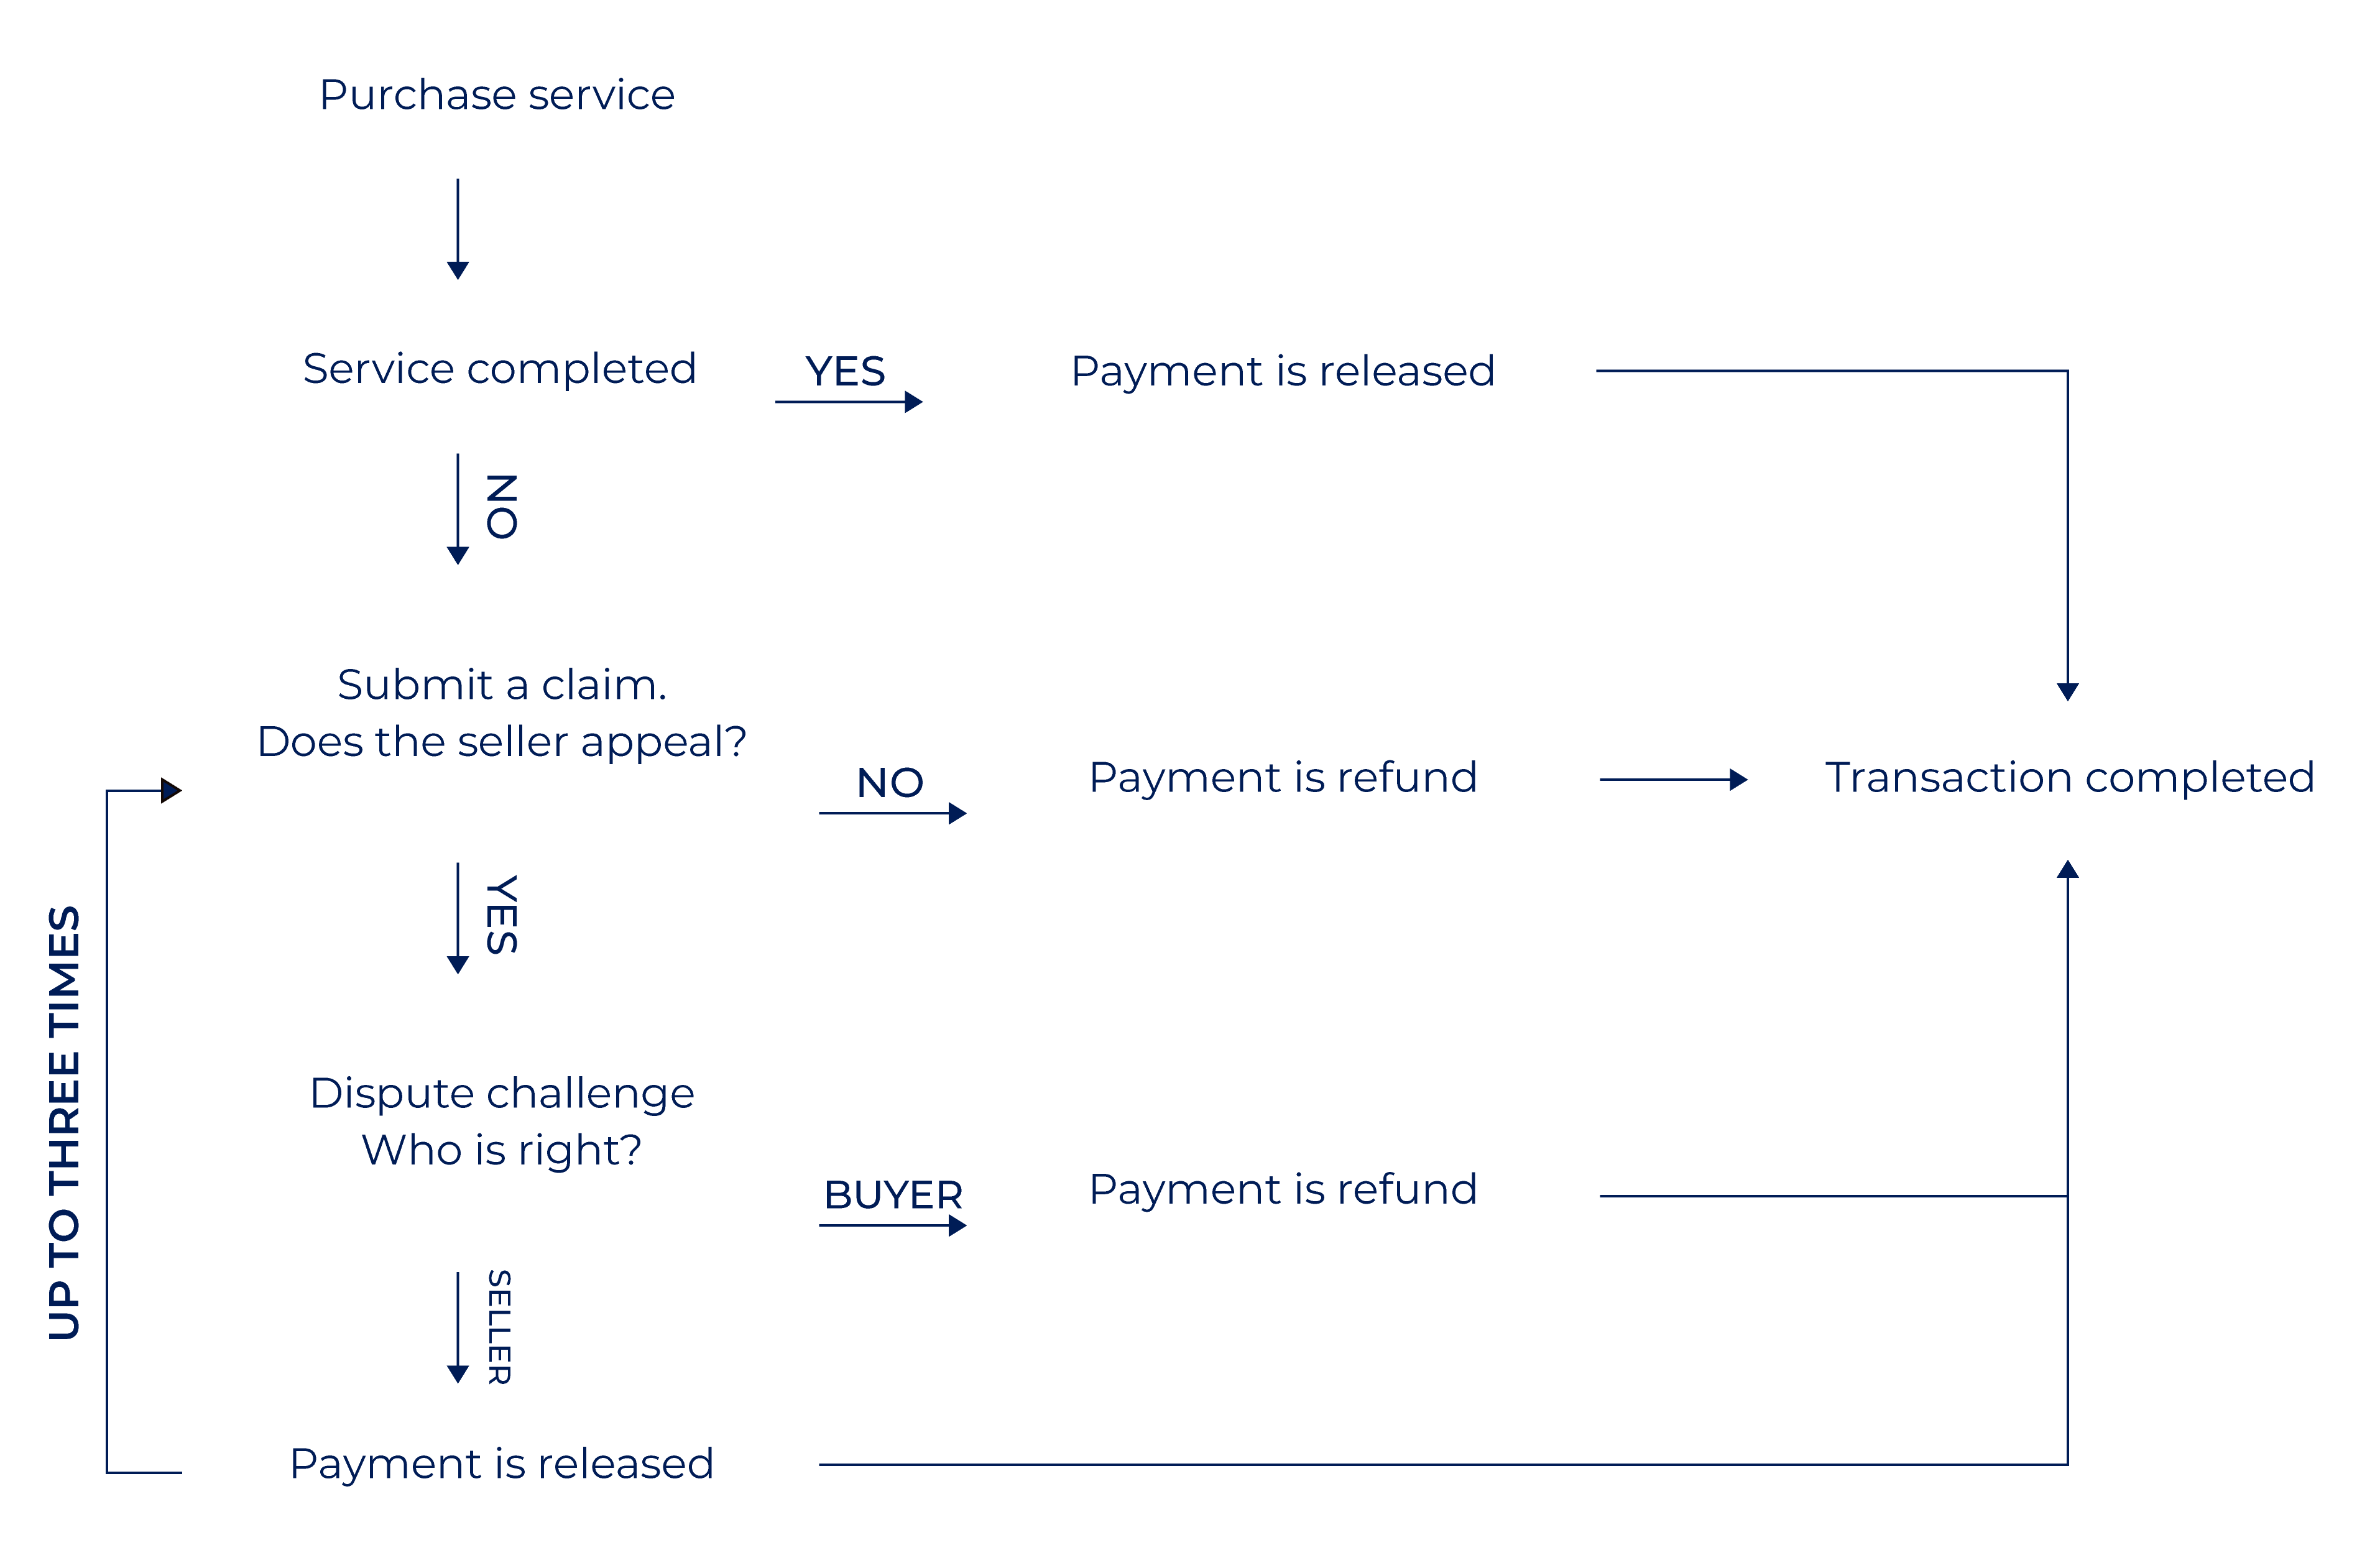 Purchase service
Service completed
YES
Payment is released
NO
Submit a claim.
Does the seller appeal?
NO
Payment is refund
Transaction completed
YES
UP TO THREE TIMES
Dispute challenge
Who is right?
BUYER
Payment is refund
SELLER
Payment is released